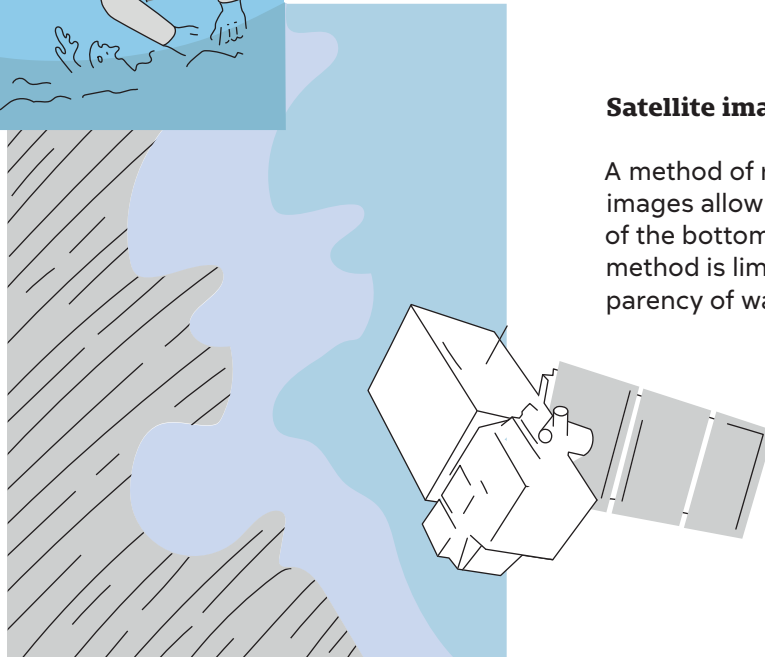 Satellite ima
A method of r
images allow
of the bottom
method is lim
parency of wa